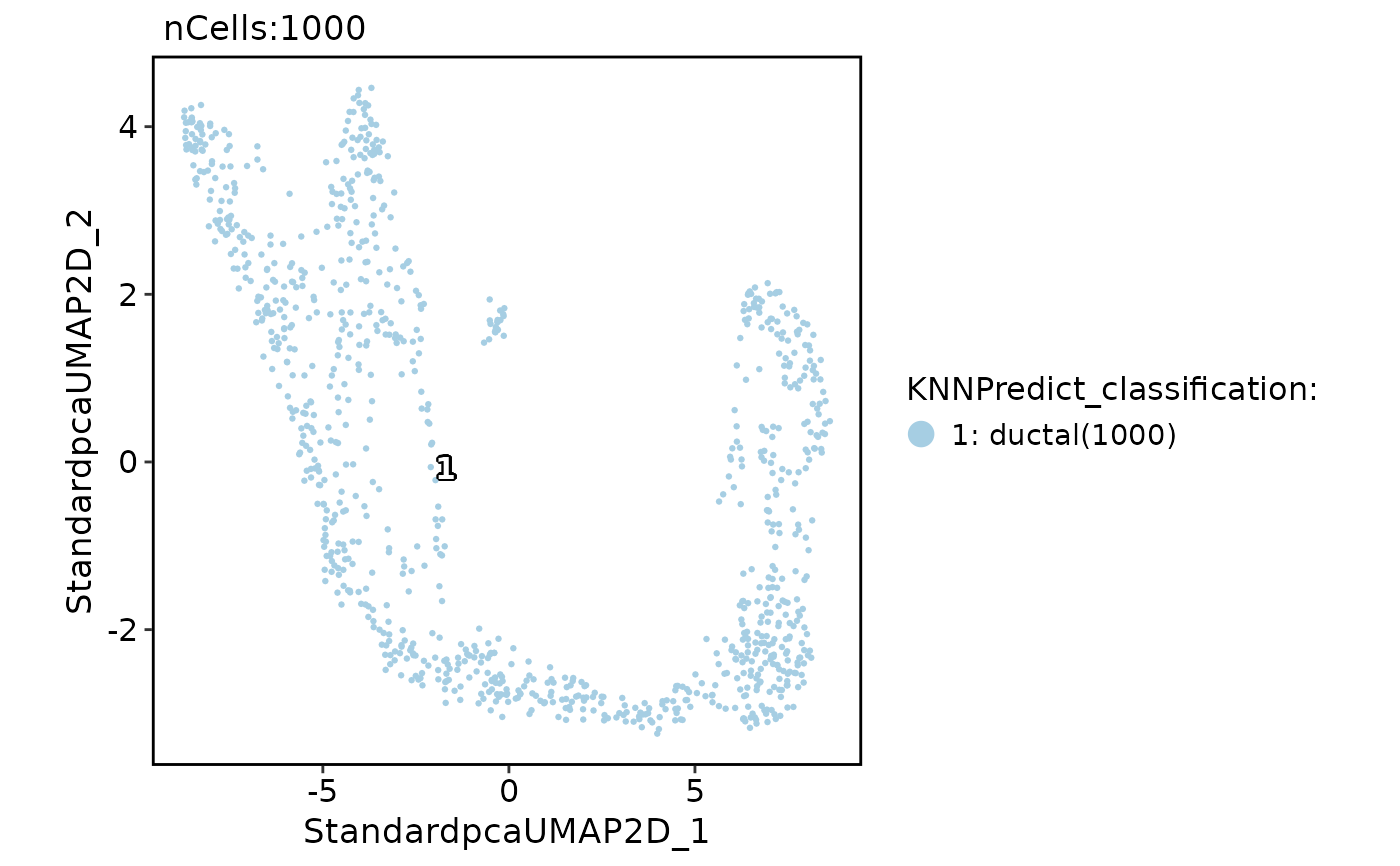 nCells:1000
StandardpcaUMAP2D_2
4
2
0
-2
1
-5
0
5
StandardpcaUMAP2D_1
KNNPredict_classification:
1: ductal(1000)